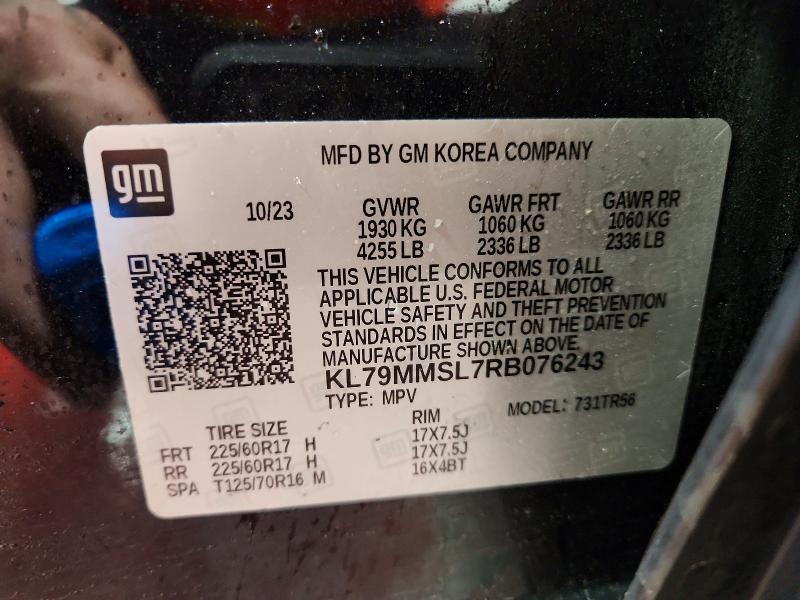 gm
MFD BY GM KOREA COMPANY
10/23
GVWR GAWR FRT GAWR RR
1930 KG 1060 KG 1060 KG
4255 LB 2336 LB 2336 LB
THIS VEHICLE CONFORMS TO ALL
APPLICABLE U.S. FEDERAL MOTOR
VEHICLE SAFETY AND THEFT PREVENTION
STANDARDS IN EFFECT ON THE DATE OF
MANUFACTURE SHOWN ABOVE.
KL79MMSL7RB076243
TYPE: MPV MODEL: 731TR56
TIRE SIZE RIM
FRT 225/60R17 H 17X7.5J
RR 225/60R17 H 17X7.5J
SPA T125/70R16 M 16X4BT